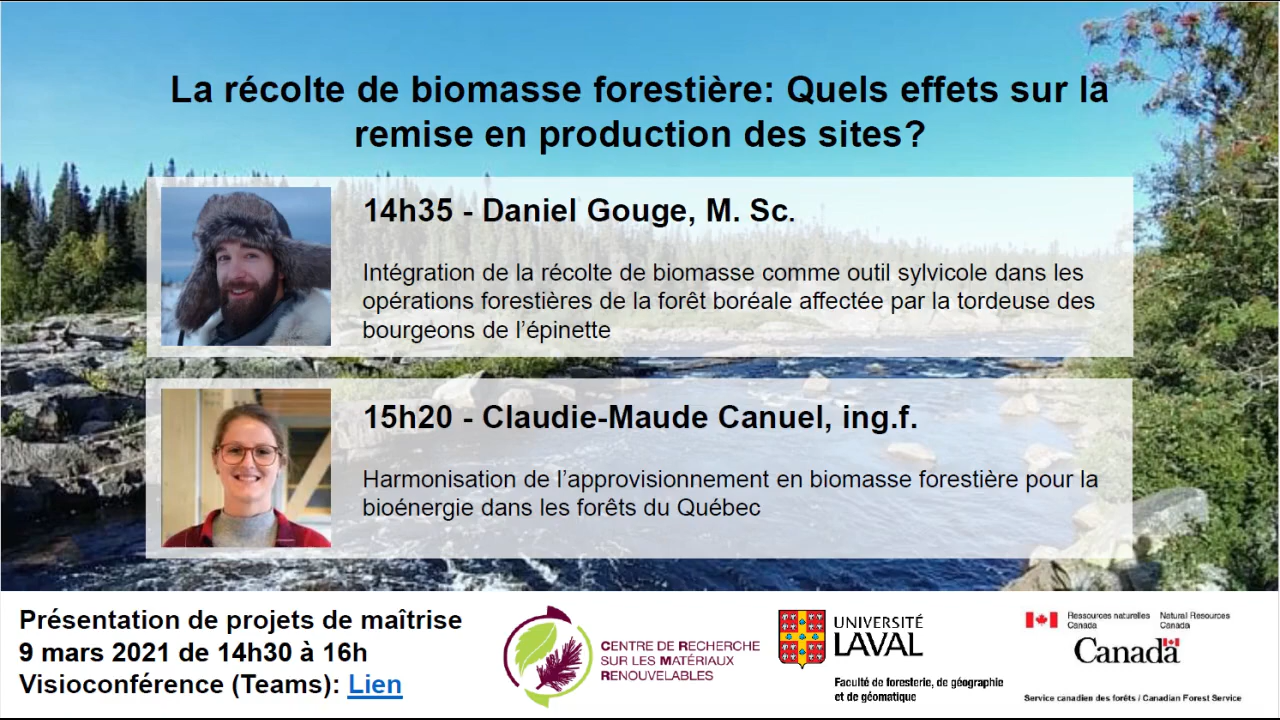 La récolte de biomasse forestière: Quels effets sur la
remise en production des sites?
14h35 - Daniel Gouge, M. Sc.
Intégration de la récolte de biomasse comme outil sylvicole dans les
opérations forestières de la forêt boréale affectée par la tordeuse des
bourgeons de l’épinette
15h20 - Claudie-Maude Canuel, ing.f.
Harmonisation de l’approvisionnement en biomasse forestière pour la
bioénergie dans les forêts du Québec
Présentation de projets de maîtrise
9 mars 2021 de 14h30 à 16h
Visioconférence (Teams): Lien
CENTRE DE RECHERCHE
SUR LES MATÉRIAUX
RENOUVELABLES
UNIVERSITÉ
LAVAL
Faculté de foresterie, de géographie
et de géomatique
Ressources naturelles Natural Resources
Canada Canada
Canada
Service canadien des forêts / Canadian Forest Service